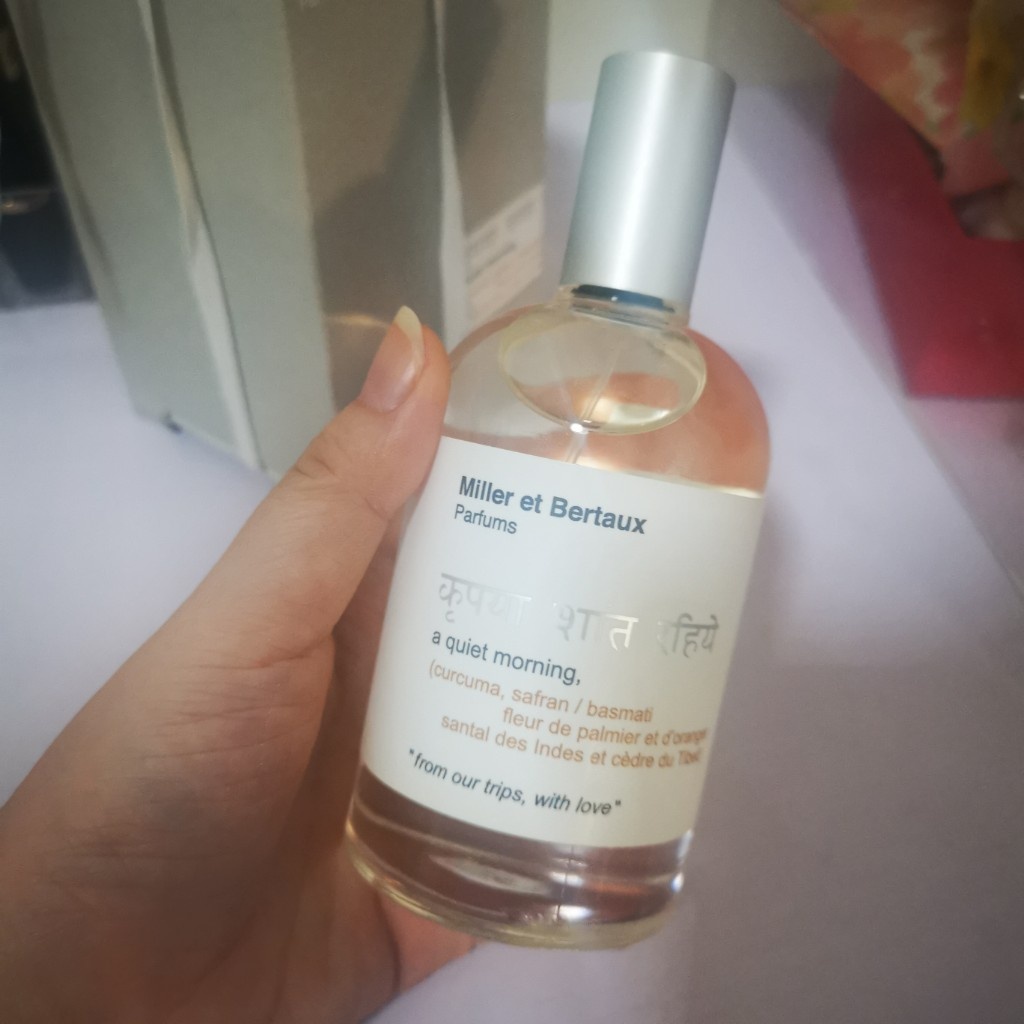 Miller et Bertaux
Parfums
कृपया शांत रहिये
a quiet morning,
(curcuma, safran / basmati
fleur de palmier et d'orange
santal des Indes et cèdre du Tibet)
"from our trips, with love"